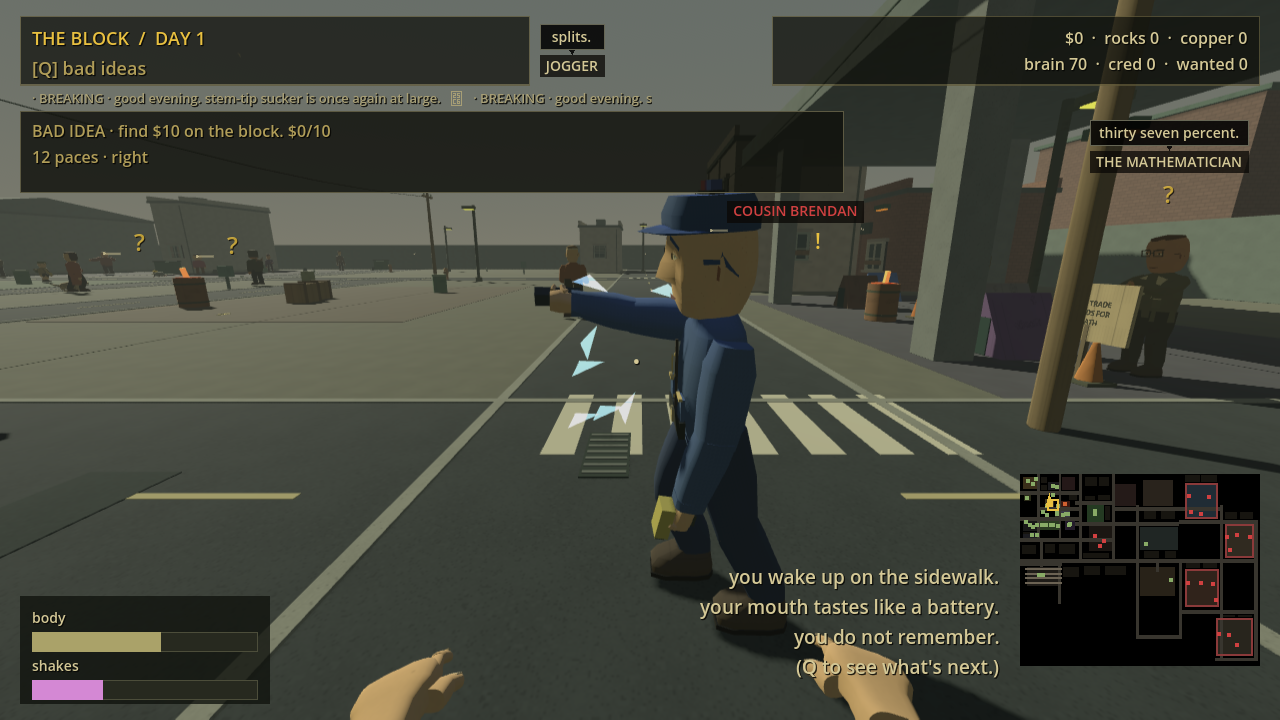 THE BLOCK / DAY 1
[Q] bad ideas
splits.
JOGGER
$0 · rocks 0 · copper 0
brain 70 · cred 0 · wanted 0
· BREAKING · good evening. stem-tip sucker is once again at large. · BREAKING · good evening. s
BAD IDEA · find $10 on the block. $0/10
12 paces · right
thirty seven percent.
THE MATHEMATICIAN
?
COUSIN BRENDAN
!
?
?
TRADE
FOR
you wake up on the sidewalk.
your mouth tastes like a battery.
you do not remember.
(Q to see what's next.)
body
shakes